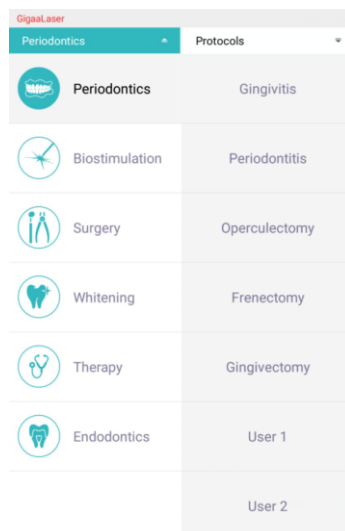 GigaaLaser
Periodontics
Protocols
Periodontics
Gingivitis
Biostimulation
Periodontitis
Surgery
Operculectomy
Whitening
Frenectomy
Therapy
Gingivectomy
Endodontics
User 1
User 2